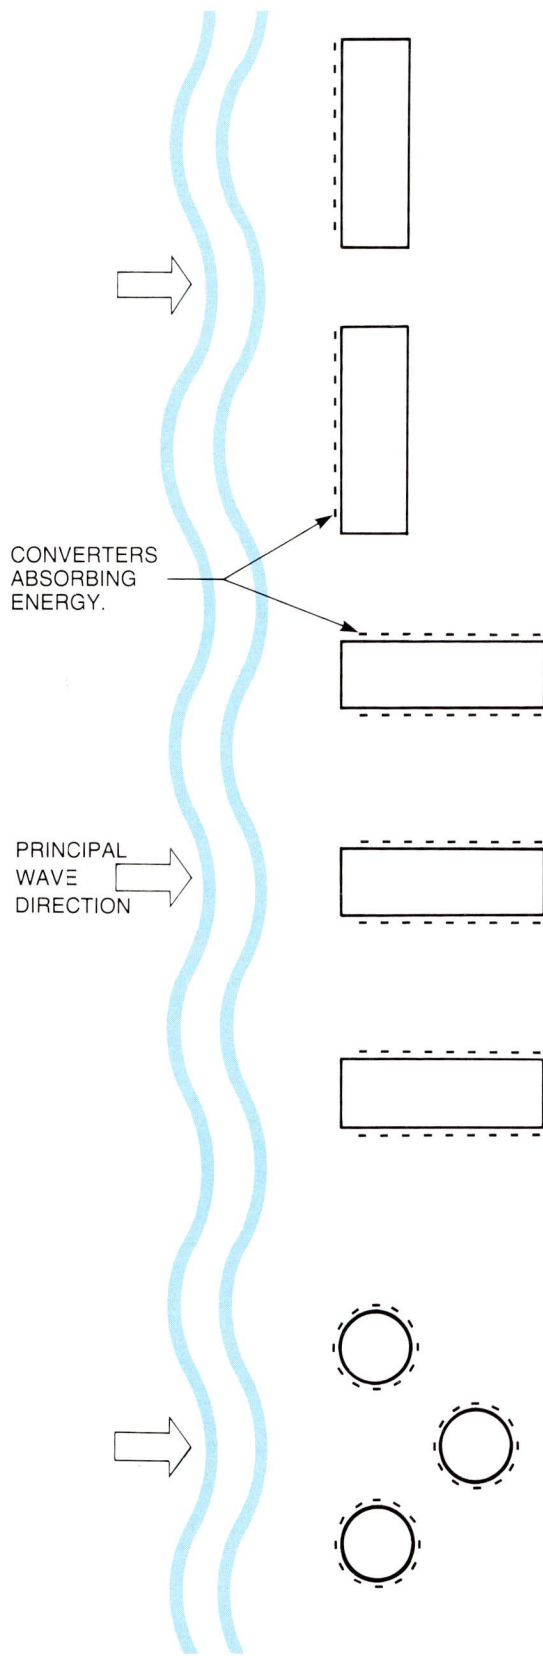 CONVERTERS
ABSORBING
ENERGY.
PRINCIPAL
WAVE
DIRECTION